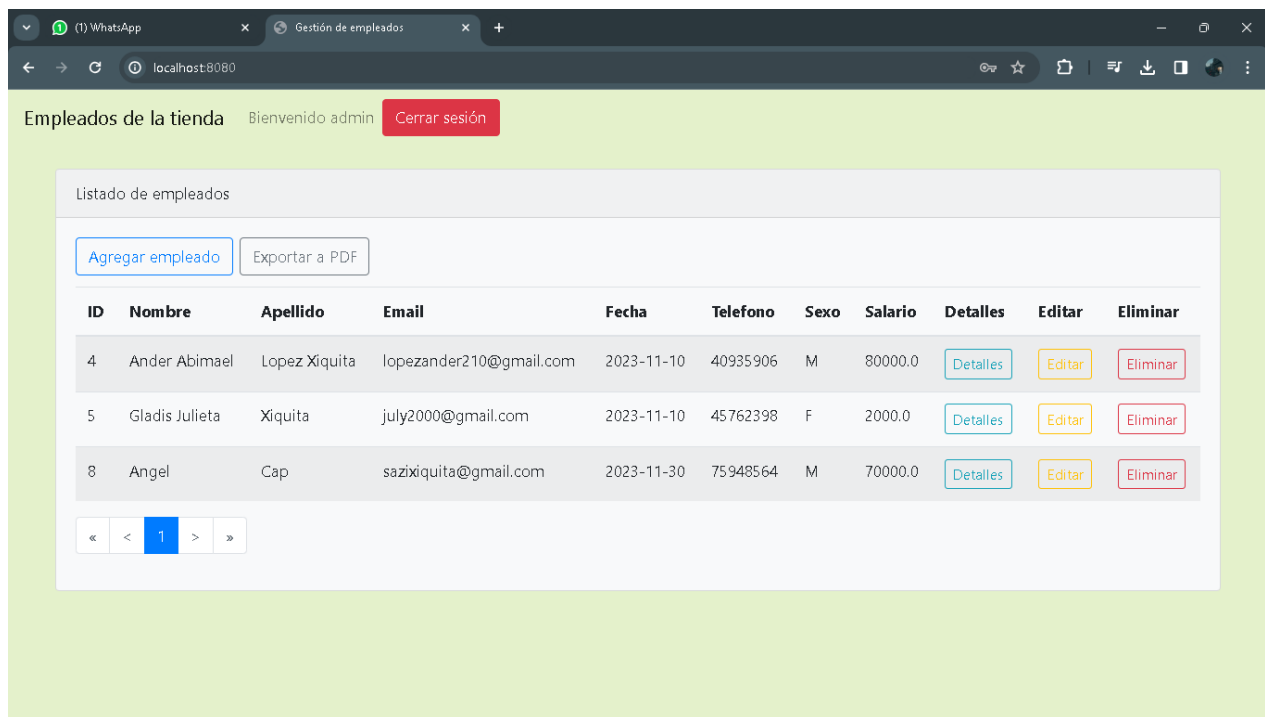 (1) WhatsApp Gestión de empleados
localhost:8080
Empleados de la tienda Bienvenido admin Cerrar sesión
Listado de empleados
Agregar empleado Exportar a PDF
ID Nombre Apellido Email Fecha Telefono Sexo Salario Detalles Editar Eliminar
4 Ander Abimael Lopez Xiquita lopezander210@gmail.com 2023-11-10 40935906 M 80000.0 Detalles Editar Eliminar
5 Gladis Julieta Xiquita july2000@gmail.com 2023-11-10 45762398 F 2000.0 Detalles Editar Eliminar
8 Angel Cap sazixiquita@gmail.com 2023-11-30 75948564 M 70000.0 Detalles Editar Eliminar
« < 1 > »